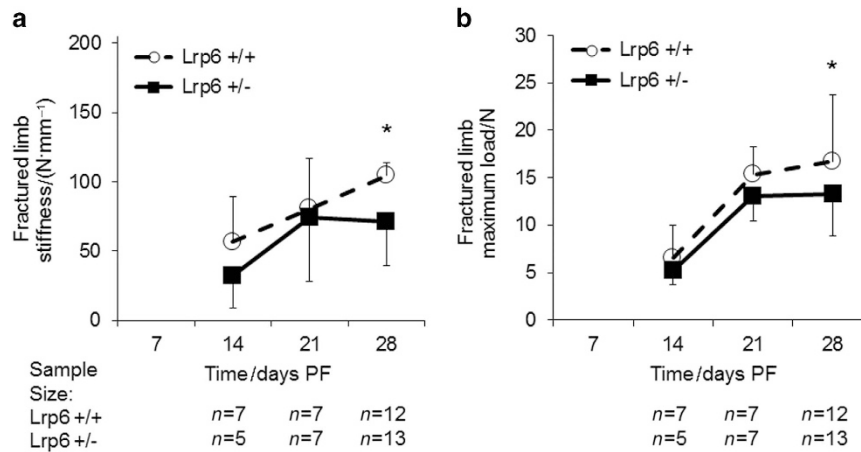 a
200
150
100
50
0
Fractured limb
stiffness/(N·mm⁻¹)
Lrp6 +/+
Lrp6 +/-
*
7 14 21 28
Time/days PF
Sample
Size:
Lrp6 +/+ n=7 n=7 n=12
Lrp6 +/- n=5 n=7 n=13
b
30
25
20
15
10
5
0
Fractured limb
maximum load/N
Lrp6 +/+
Lrp6 +/-
*
7 14 21 28
Time/days PF
n=7 n=7 n=12
n=5 n=7 n=13